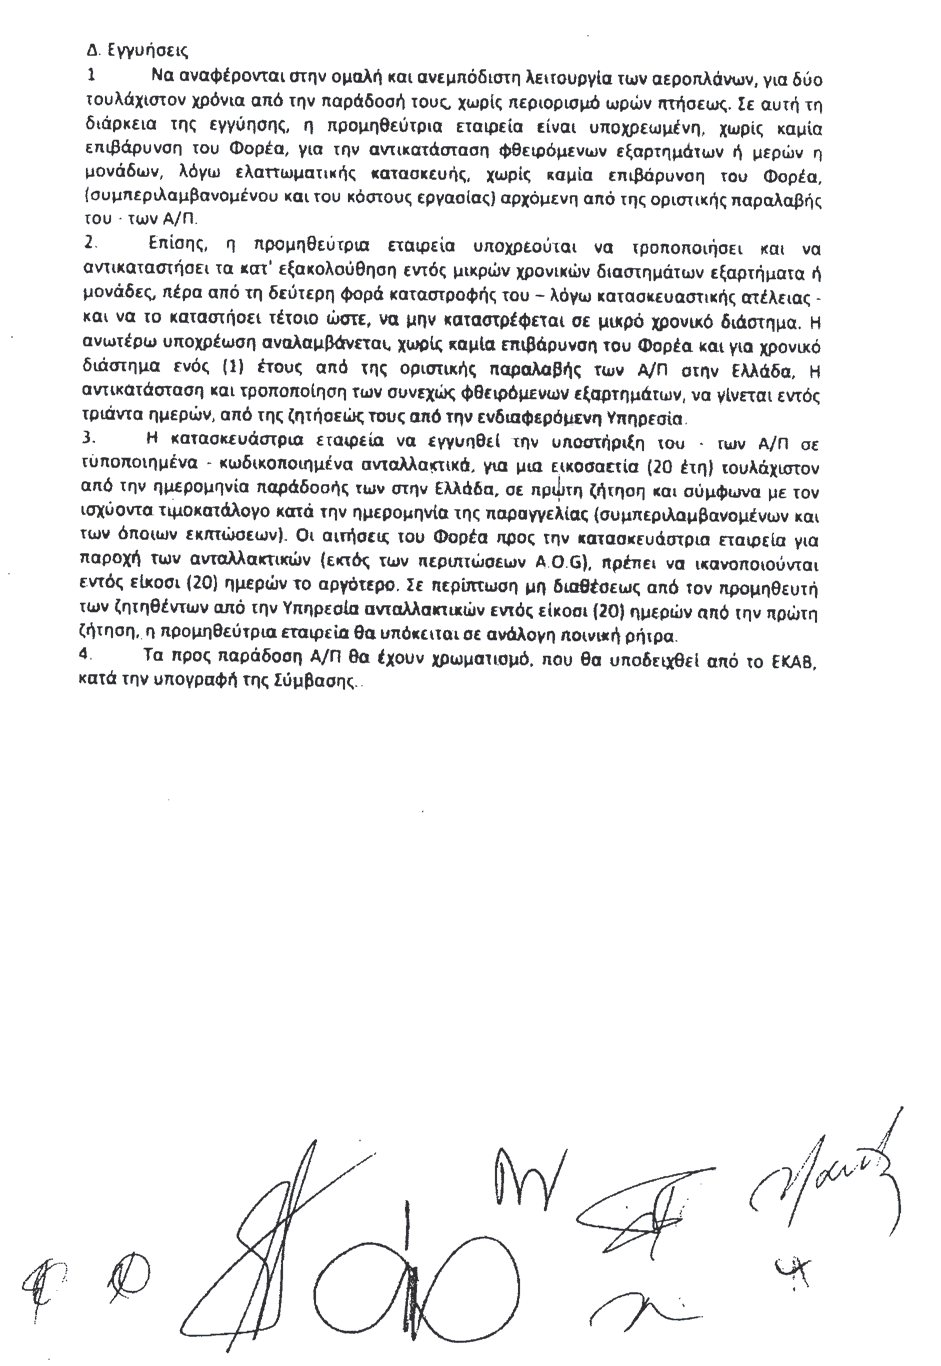 Δ. Εγγυήσεις
1 Να αναφέρονται στην ομαλή και ανεμπόδιστη λειτουργία των αεροπλάνων, για δύο
τουλάχιστον χρόνια από την παράδοσή τους, χωρίς περιορισμό ωρών πτήσεως. Σε αυτή τη
διάρκεια της εγγύησης, η προμηθεύτρια εταιρεία είναι υποχρεωμένη, χωρίς καμία
επιβάρυνση του Φορέα, για την αντικατάσταση φθειρόμενων εξαρτημάτων ή μερών η
μονάδων, λόγω ελαττωματικής κατασκευής, χωρίς καμία επιβάρυνση του Φορέα,
(συμπεριλαμβανομένου και του κόστους εργασίας) αρχόμενη από της οριστικής παραλαβής
του - των Α/Π.
2. Επίσης, η προμηθεύτρια εταιρεία υποχρεούται να τροποποιήσει και να
αντικαταστήσει τα κατ' εξακολούθηση εντός μικρών χρονικών διαστημάτων εξαρτήματα ή
μονάδες, πέρα από τη δεύτερη φορά καταστροφής του – λόγω κατασκευαστικής ατέλειας -
και να το καταστήσει τέτοιο ώστε, να μην καταστρέφεται σε μικρό χρονικό διάστημα. Η
ανωτέρω υποχρέωση αναλαμβάνεται, χωρίς καμία επιβάρυνση του Φορέα και για χρονικό
διάστημα ενός (1) έτους από της οριστικής παραλαβής των Α/Π στην Ελλάδα, Η
αντικατάσταση και τροποποίηση των συνεχώς φθειρόμενων εξαρτημάτων, να γίνεται εντός
τριάντα ημερών, από της ζητήσεώς τους από την ενδιαφερόμενη Υπηρεσία.
3. Η κατασκευάστρια εταιρεία να εγγυηθεί την υποστήριξη του - των Α/Π σε
τυποποιημένα - κωδικοποιημένα ανταλλακτικά, για μια εικοσαετία (20 έτη) τουλάχιστον
από την ημερομηνία παράδοσής των στην Ελλάδα, σε πρώτη ζήτηση και σύμφωνα με τον
ισχύοντα τιμοκατάλογο κατά την ημερομηνία της παραγγελίας (συμπεριλαμβανομένων και
των όποιων εκπτώσεων). Οι αιτήσεις του Φορέα προς την κατασκευάστρια εταιρεία για
παροχή των ανταλλακτικών (εκτός των περιπτώσεων A.O.G), πρέπει να ικανοποιούνται
εντός είκοσι (20) ημερών το αργότερο. Σε περίπτωση μη διαθέσεως από τον προμηθευτή
των ζητηθέντων από την Υπηρεσία ανταλλακτικών εντός είκοσι (20) ημερών από την πρώτη
ζήτηση, η προμηθεύτρια εταιρεία θα υπόκειται σε ανάλογη ποινική ρήτρα.
4. Τα προς παράδοση Α/Π θα έχουν χρωματισμό, που θα υποδειχθεί από το ΕΚΑΒ,
κατά την υπογραφή της Σύμβασης.